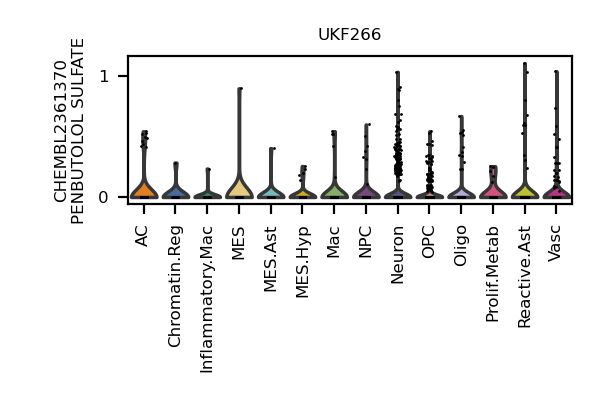 UKF266
CHEMBL2361370
PENBUTOLOL SULFATE
1
0
AC
Chromatin.Reg
Inflammatory.Mac
MES
MES.Ast
MES.Hyp
Mac
NPC
Neuron
OPC
Oligo
Prolif.Metab
Reactive.Ast
Vasc